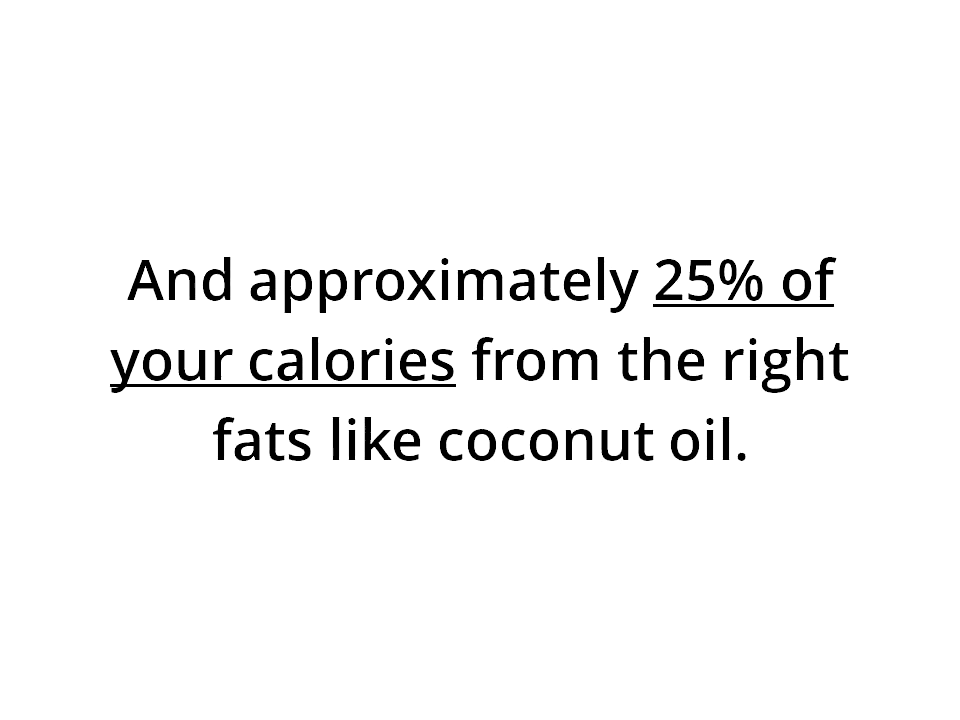 And approximately 25% of
your calories from the right
fats like coconut oil.